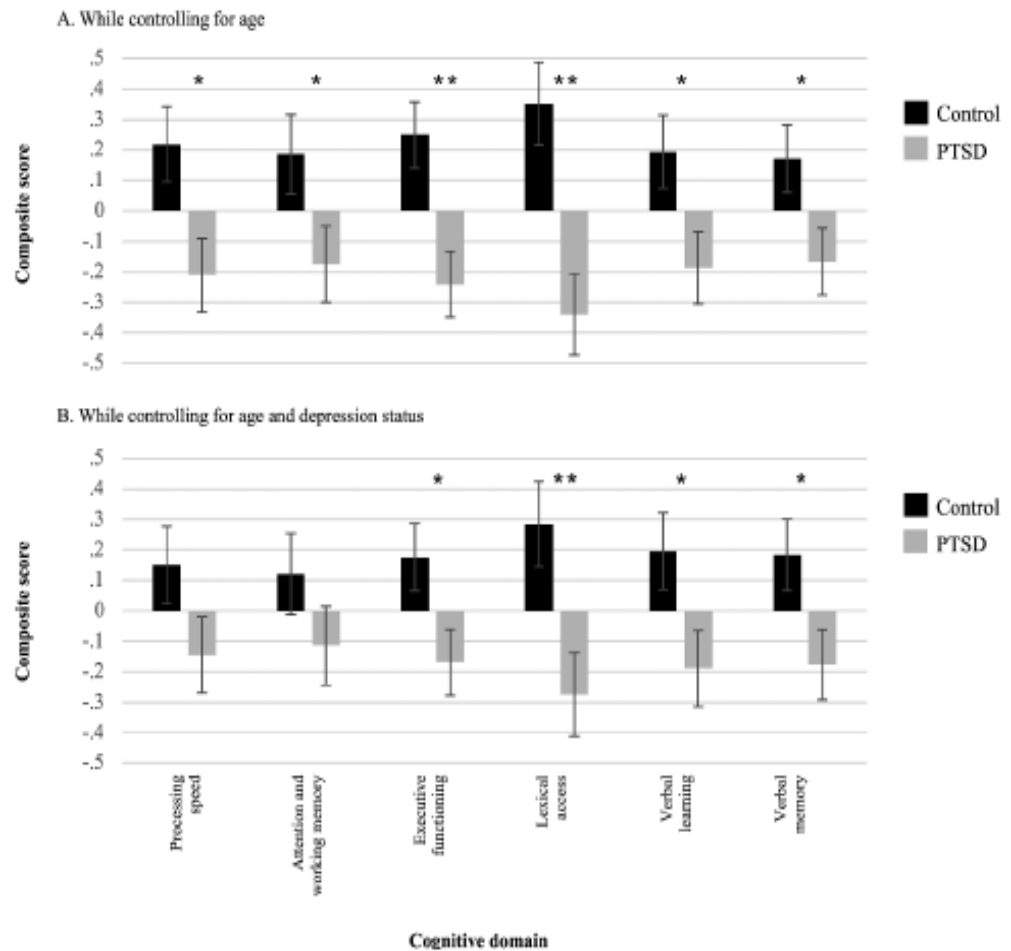 A. While controlling for age
.5
.4
.3
.2
.1
0
-.1
-.2
-.3
-.4
-.5
Composite score
* * ** ** * *
Control
PTSD
B. While controlling for age and depression status
.5
.4
.3
.2
.1
0
-.1
-.2
-.3
-.4
-.5
Composite score
* ** * *
Control
PTSD
Processing
speed
Attention and
working memory
Executive
functioning
Lexical
access
Verbal
learning
Verbal
memory
Cognitive domain